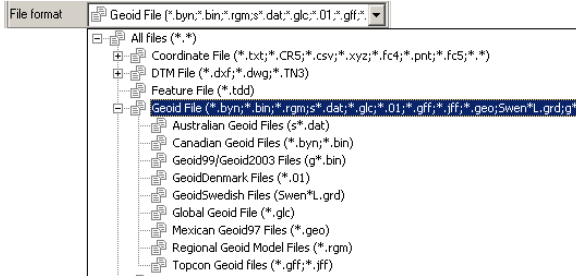 File format Geoid File (*.byn;*.bin;*.rgm;s*.dat;*.glc;*.01;*.gff;*.
All files (*.*)
Coordinate File (*.txt;*.CR5;*.csv;*.xyz;*.fc4;*.pnt;*.fc5;*.*)
DTM File (*.dxf;*.dwg;*.TN3)
Feature File (*.tdd)
Geoid File (*.byn;*.bin;*.rgm;s*.dat;*.glc;*.01;*.gff;*.jff;*.geo;Swen*L.grd;g*
Australian Geoid Files (s*.dat)
Canadian Geoid Files (*.byn;*.bin)
Geoid99/Geoid2003 Files (g*.bin)
GeoidDenmark Files (*.01)
GeoidSwedish Files (Swen*L.grd)
Global Geoid File (*.glc)
Mexican Geoid97 Files (*.geo)
Regional Geoid Model Files (*.rgm)
Topcon Geoid files (*.gff;*.jff)